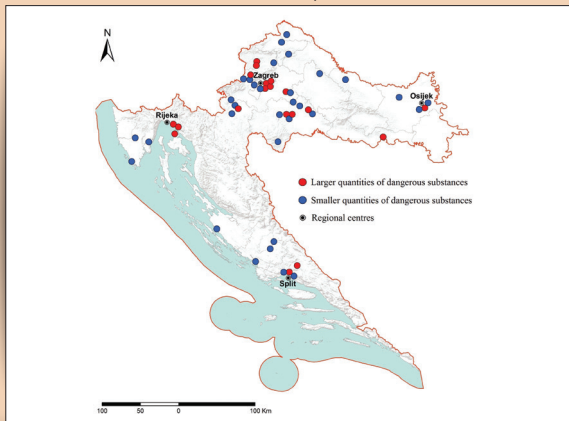 N
Zagreb
Osijek
Rijeka
Larger quantities of dangerous substances
Smaller quantities of dangerous substances
Regional centres
Split
100 50 0 100 Km